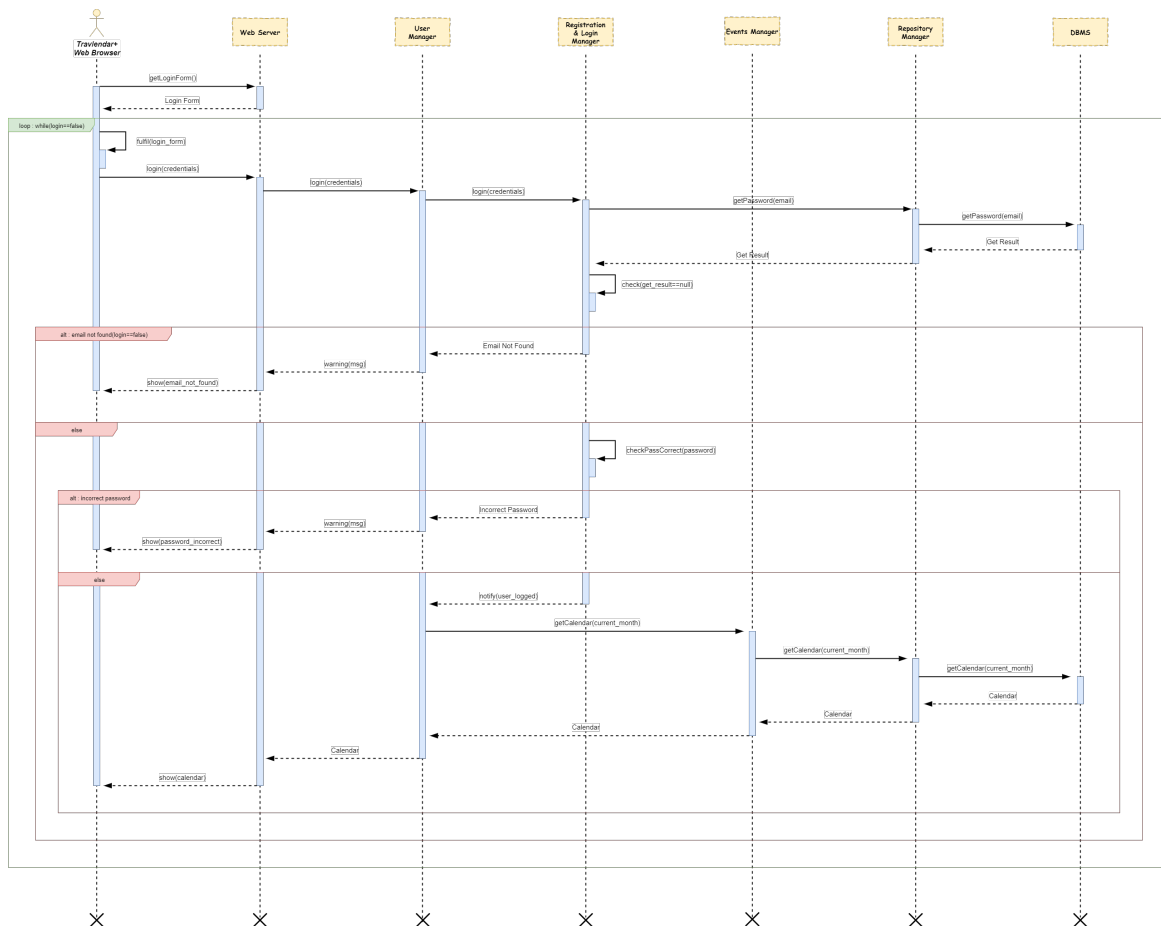 Travlendar+
Web Browser
Web Server
User
Manager
Registration
& Login
Manager
Events Manager
Repository
Manager
DBMS
getLoginForm()
Login Form
loop : while(login==false)
fulfil(login_form)
login(credentials)
login(credentials)
login(credentials)
getPassword(email)
getPassword(email)
Get Result
Get Result
check(get_result==null)
alt : email not found(login==false)
Email Not Found
warning(msg)
show(email_not_found)
else
checkPassCorrect(password)
alt : incorrect password
Incorrect Password
warning(msg)
show(password_incorrect)
else
notify(user_logged)
getCalendar(current_month)
getCalendar(current_month)
getCalendar(current_month)
Calendar
Calendar
Calendar
Calendar
show(calendar)